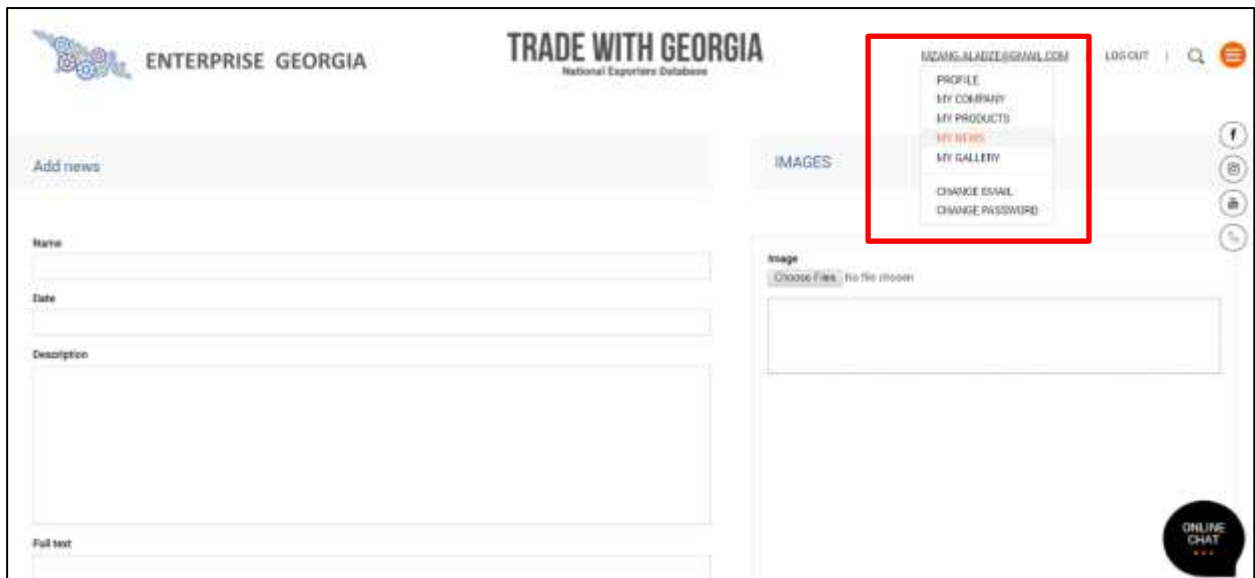 ENTERPRISE GEORGIA
TRADE WITH GEORGIA
National Exporters Database
LOG OUT
PROFILE
MY COMPANY
MY PRODUCTS
MY NEWS
MY GALLERY
CHANGE EMAIL
CHANGE PASSWORD
Add news
IMAGES
Name
Date
Description
Full text
Image
Choose Files No file chosen
ONLINE
CHAT